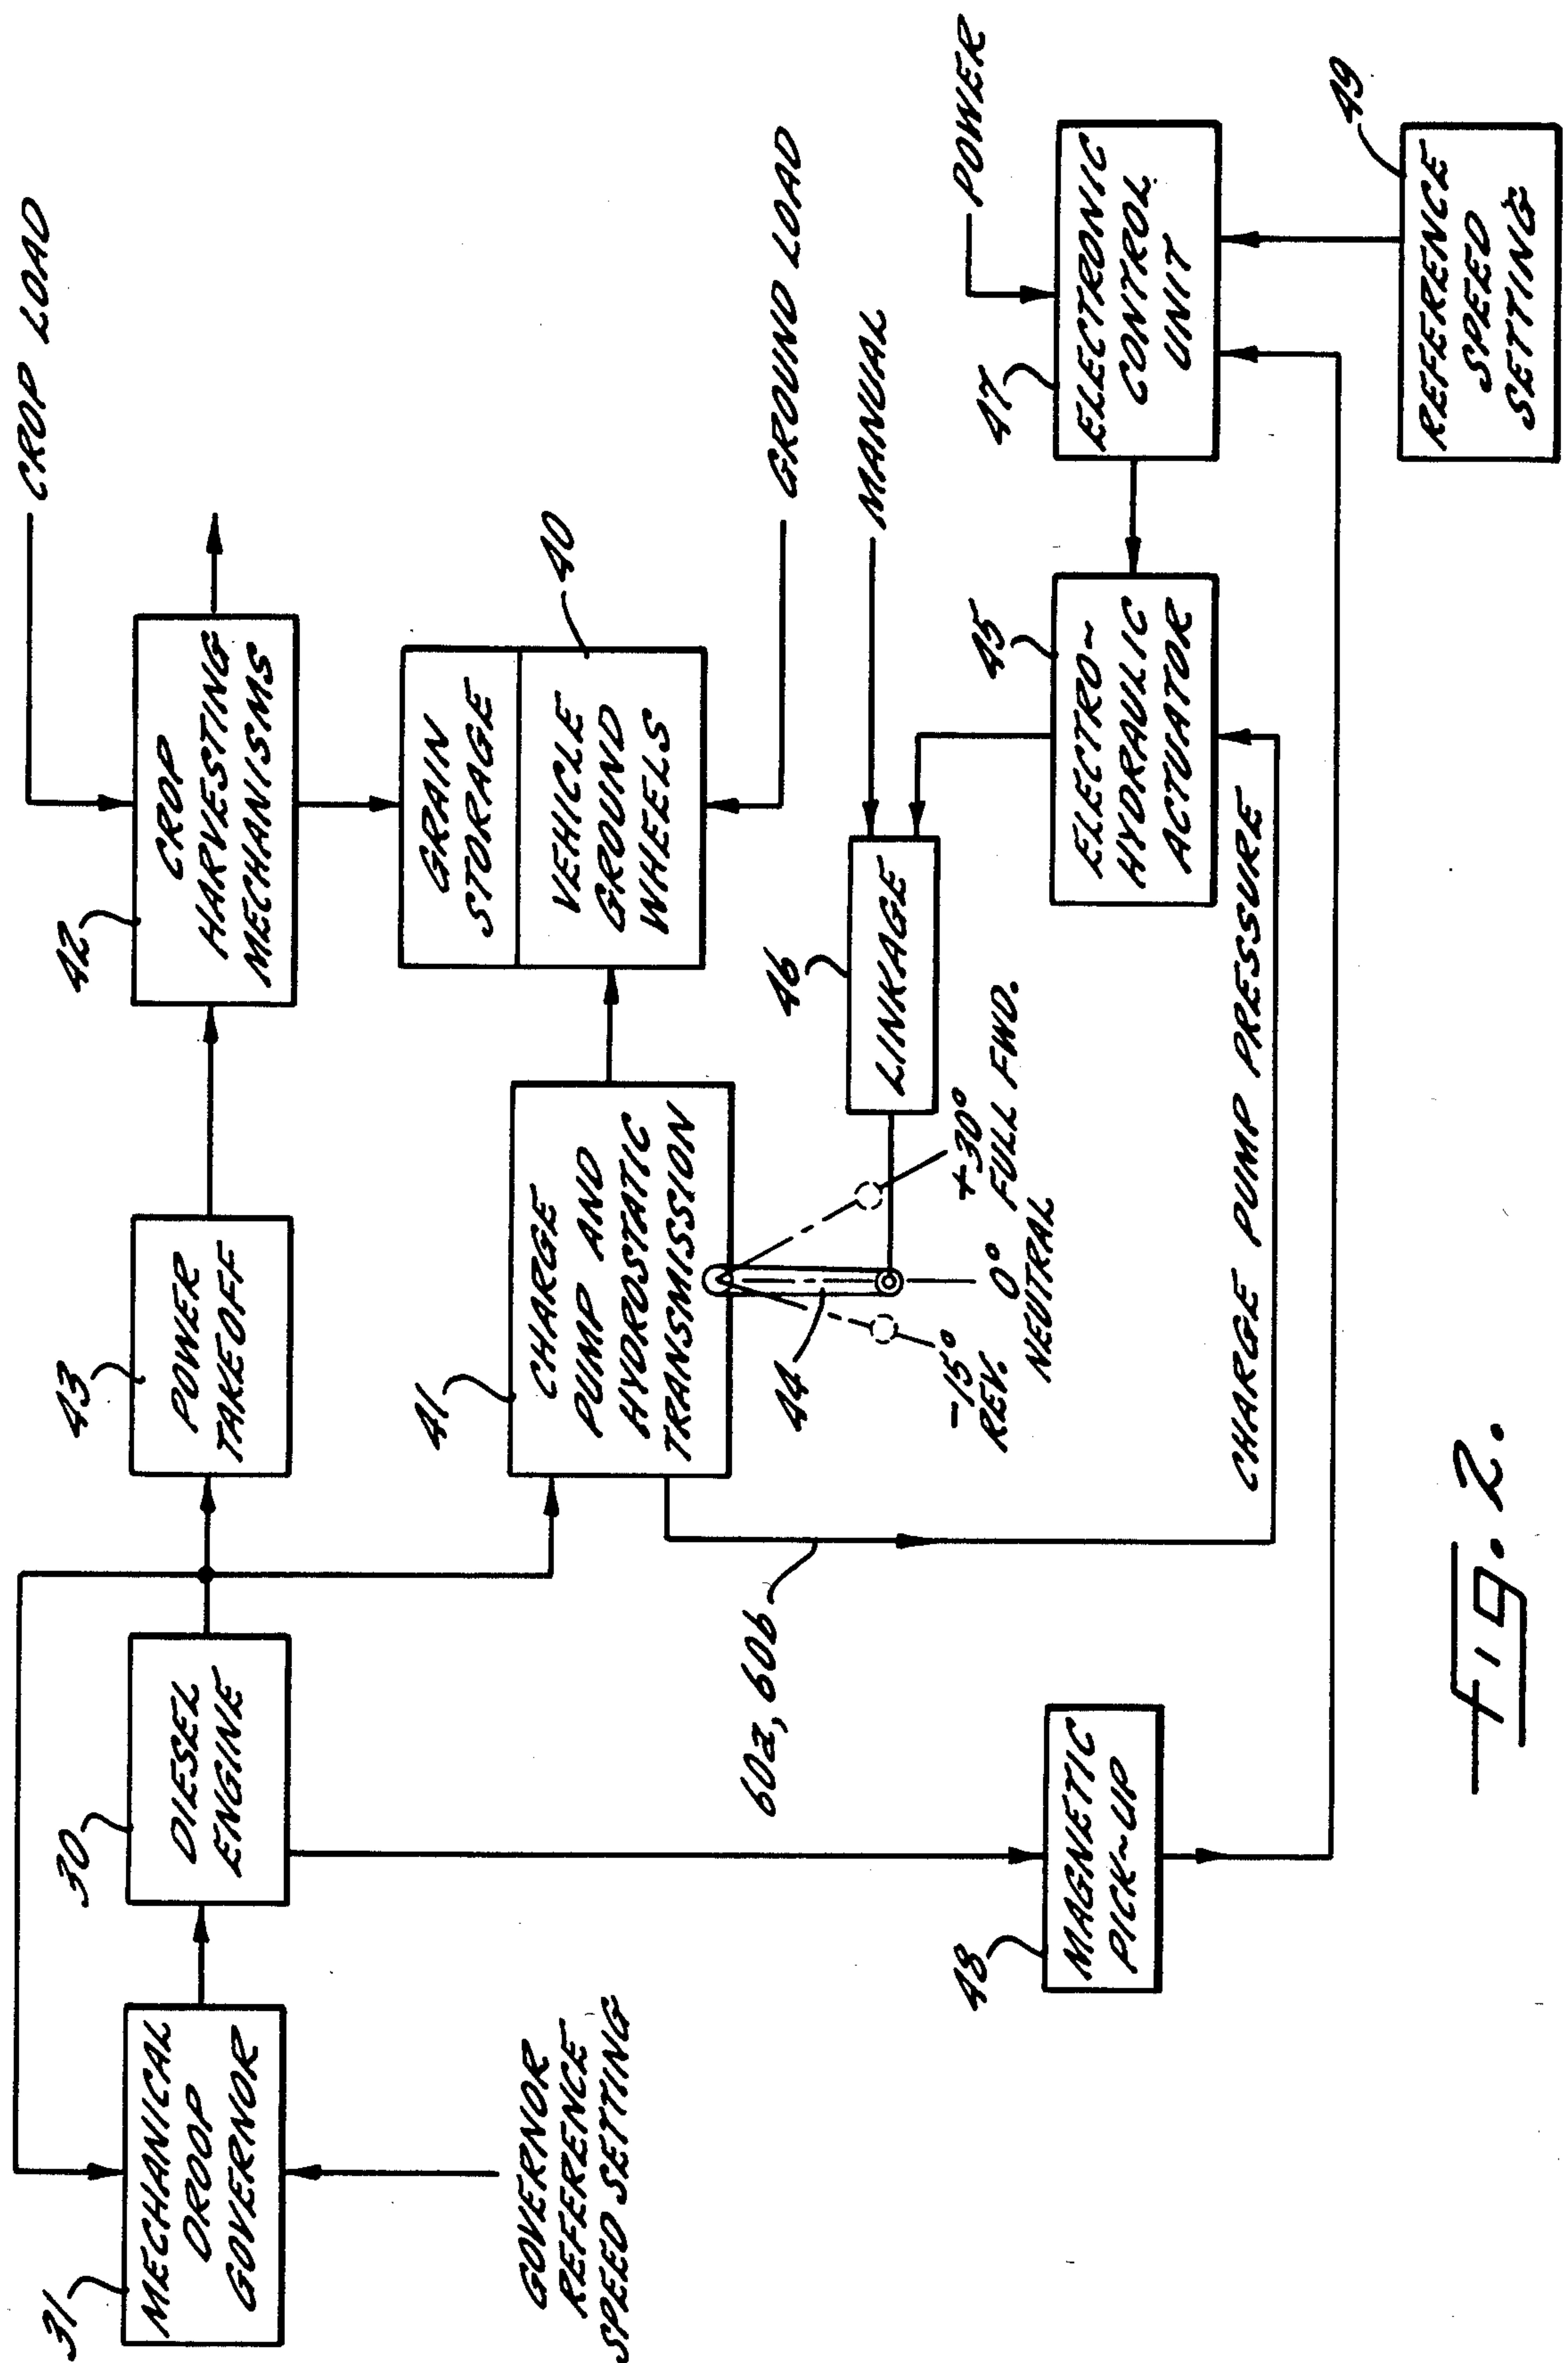 CROP LOAD
31
MECHANICAL
DROOP
GOVERNOR
30
DIESEL
ENGINE
43
POWER
TAKEOFF
42
CROP
HARVESTING
MECHANISMS
GOVERNOR
REFERENCE
SPEED SETTING
41
CHARGE
PUMP AND
HYDROSTATIC
TRANSMISSION
GRAIN
STORAGE
VEHICLE
GROUND
WHEELS
40
GROUND LOAD
60a, 60b
44
-15°
REV.
0°
NEUTRAL
+30°
FULL FWD.
46
LINKAGE
MANUAL
48
MAGNETIC
PICK-UP
45
ELECTRO-
HYDRAULIC
ACTUATOR
47
ELECTRONIC
CONTROL
UNIT
POWER
CHARGE PUMP PRESSURE
49
REFERENCE
SPEED
SETTING
Fig. 2.